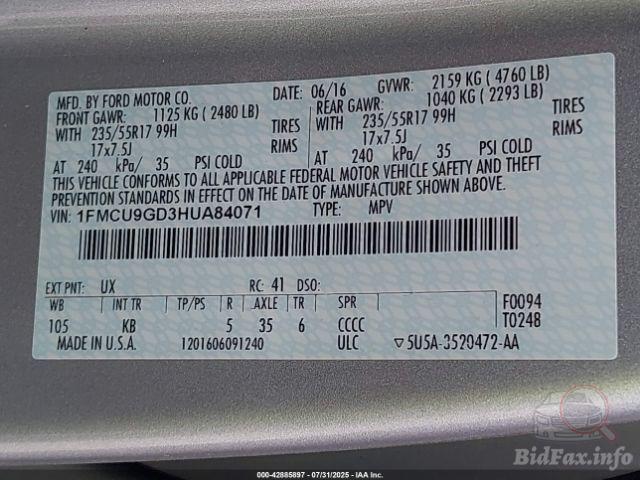 MFD. BY FORD MOTOR CO. DATE: 06/16 GVWR: 2159 KG ( 4760 LB)
FRONT GAWR: 1125 KG ( 2480 LB) REAR GAWR: 1040 KG ( 2293 LB)
WITH 235/55R17 99H TIRES WITH 235/55R17 99H TIRES
17x7.5J RIMS 17x7.5J RIMS
AT 240 kPa/ 35 PSI COLD AT 240 kPa/ 35 PSI COLD
THIS VEHICLE CONFORMS TO ALL APPLICABLE FEDERAL MOTOR VEHICLE SAFETY AND THEFT
PREVENTION STANDARDS IN EFFECT ON THE DATE OF MANUFACTURE SHOWN ABOVE.
VIN: 1FMCU9GD3HUA84071 TYPE: MPV
EXT PNT: UX RC: 41 DSO:
WB INT TR TP/PS R AXLE TR SPR F0094
105 KB 5 35 6 CCCC T0248
MADE IN U.S.A. 1201606091240 ULC ▽5U5A-3520472-AA
BidFax.info
000-42885897 - 07/31/2025 - IAA Inc.